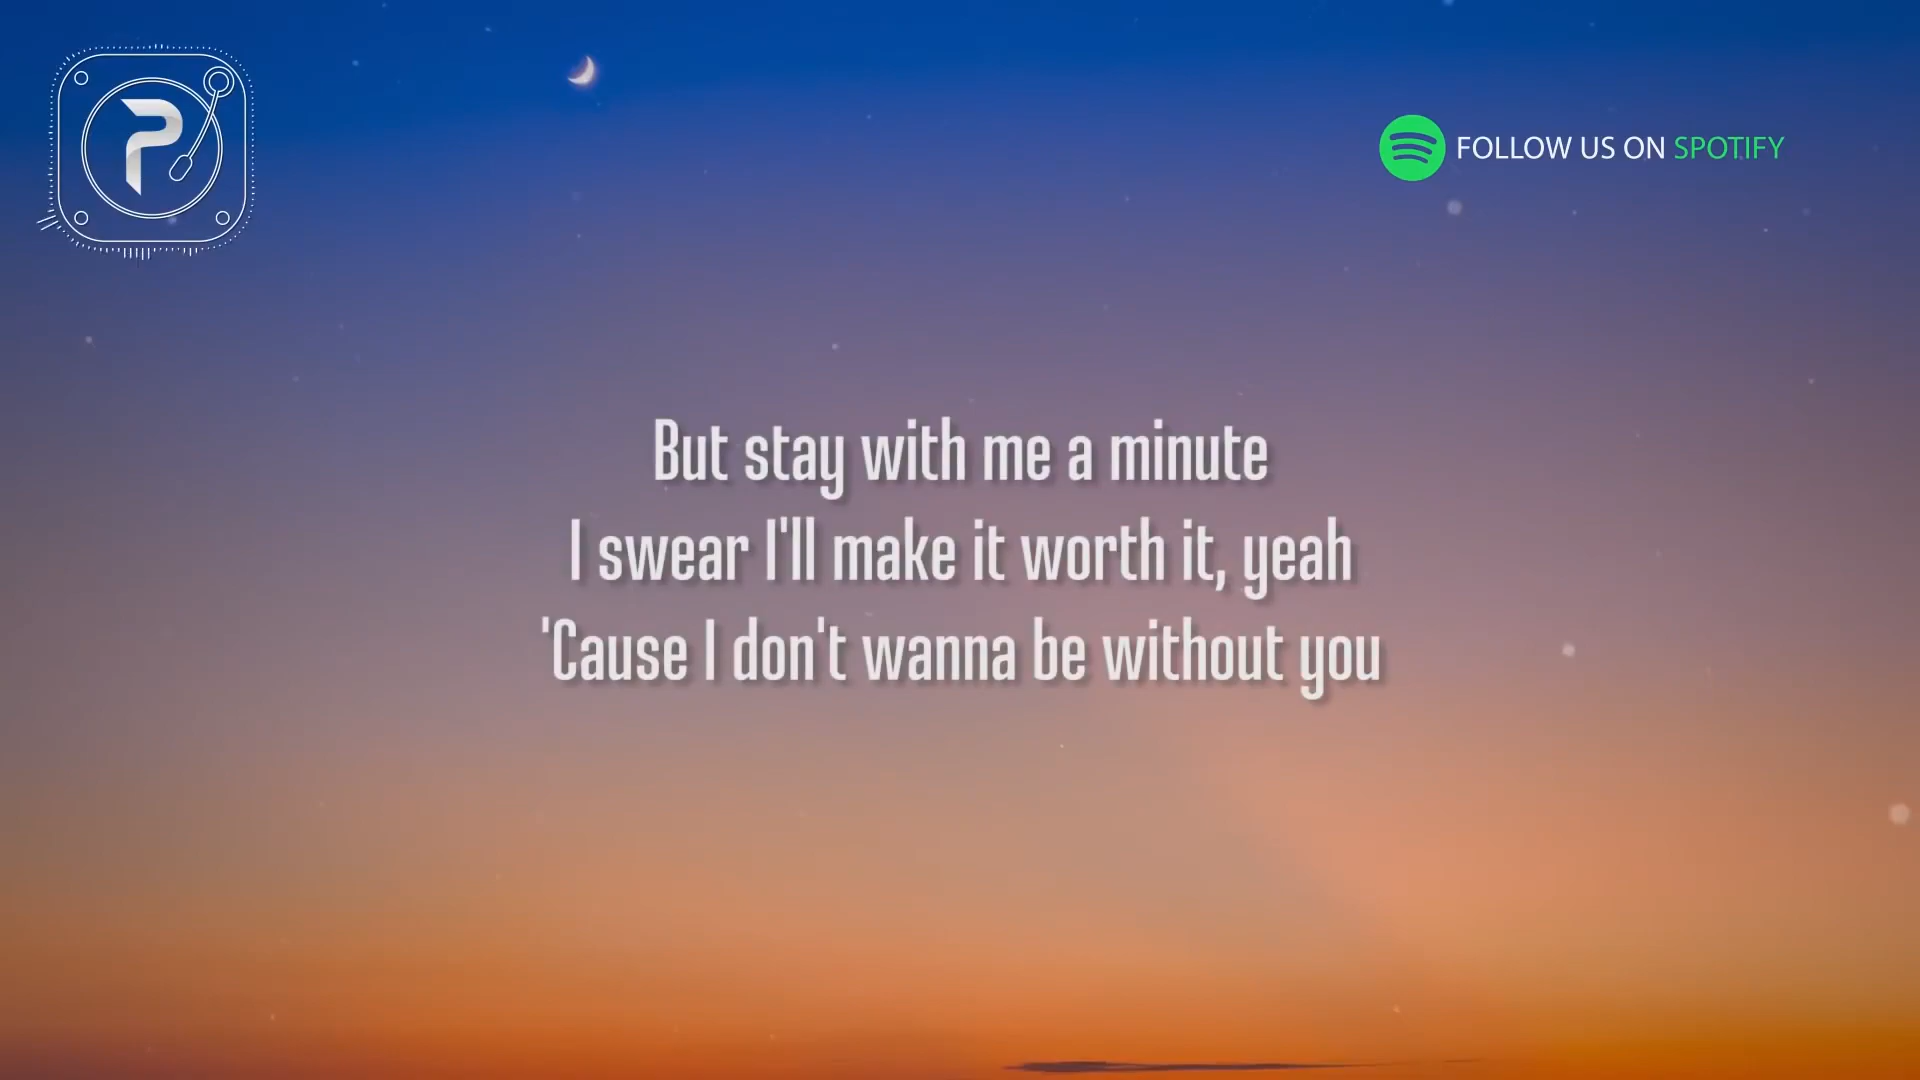 P
FOLLOW US ON SPOTIFY
But stay with me a minute
I swear I'll make it worth it, yeah
'Cause I don't wanna be without you